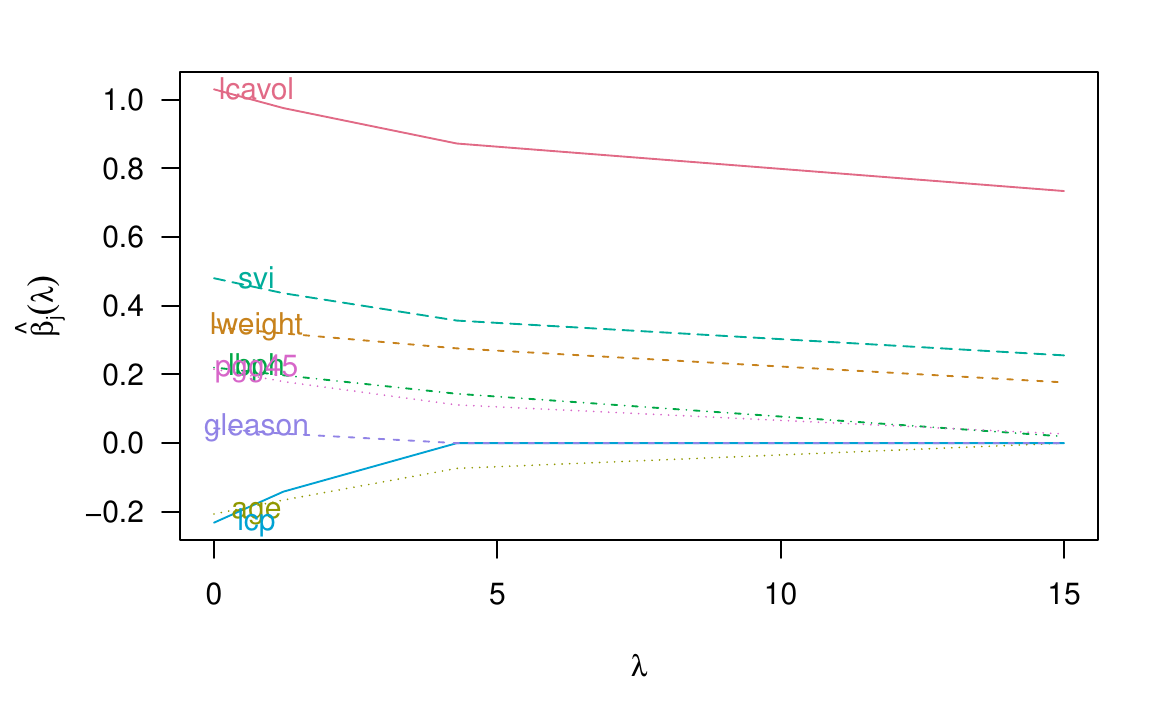 β̂j(λ)
1.0
0.8
0.6
0.4
0.2
0.0
−0.2
lcavol
svi
lweight
lbph
pgg45
gleason
age
lcp
0 5 10 15
λ